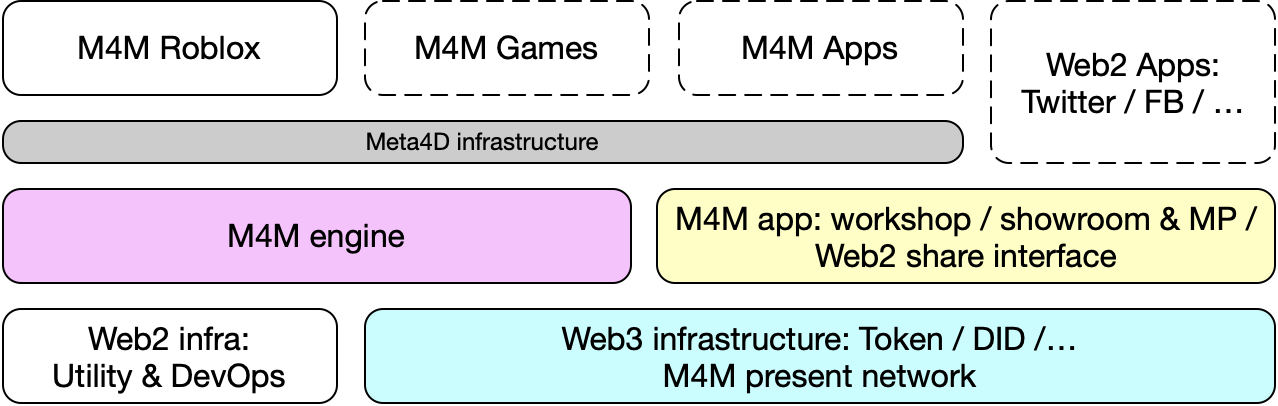 M4M Roblox
M4M Games
M4M Apps
Web2 Apps:
Twitter / FB / …
Meta4D infrastructure
M4M engine
M4M app: workshop / showroom & MP /
Web2 share interface
Web2 infra:
Utility & DevOps
Web3 infrastructure: Token / DID /…
M4M present network